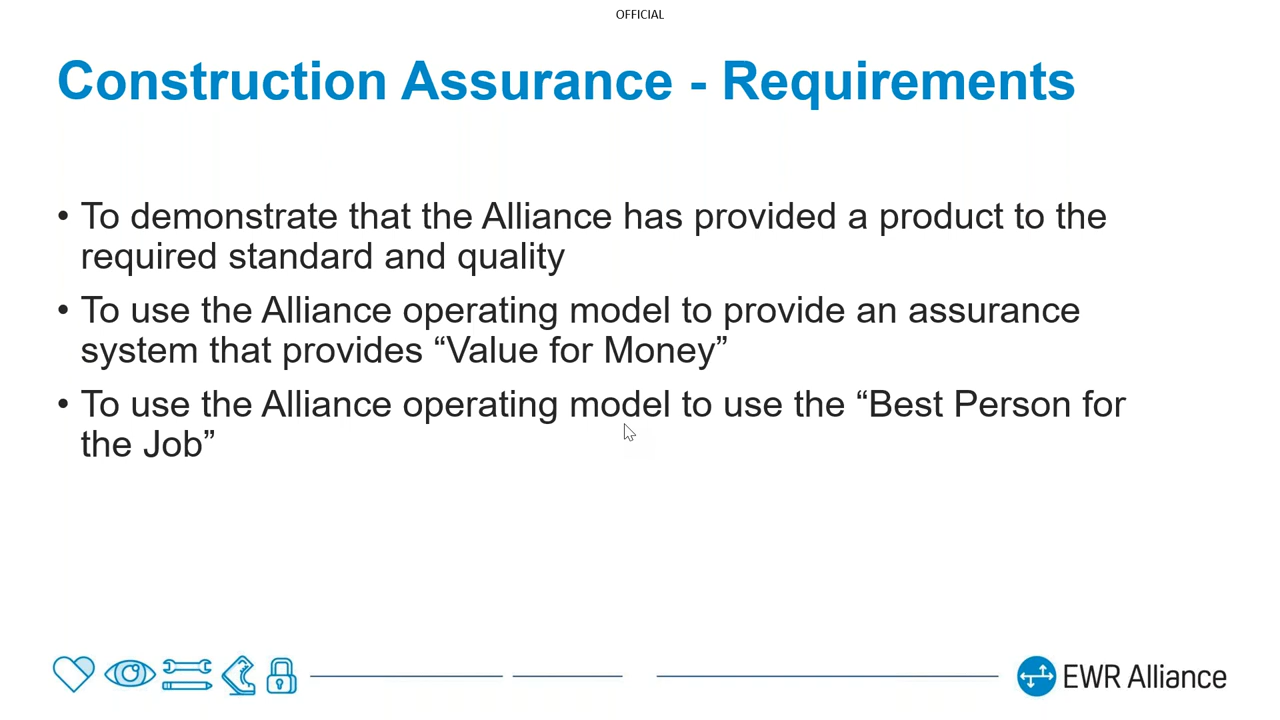 OFFICIAL
Construction Assurance - Requirements
• To demonstrate that the Alliance has provided a product to the
required standard and quality
• To use the Alliance operating model to provide an assurance
system that provides “Value for Money”
• To use the Alliance operating model to use the “Best Person for
the Job”
EWR Alliance